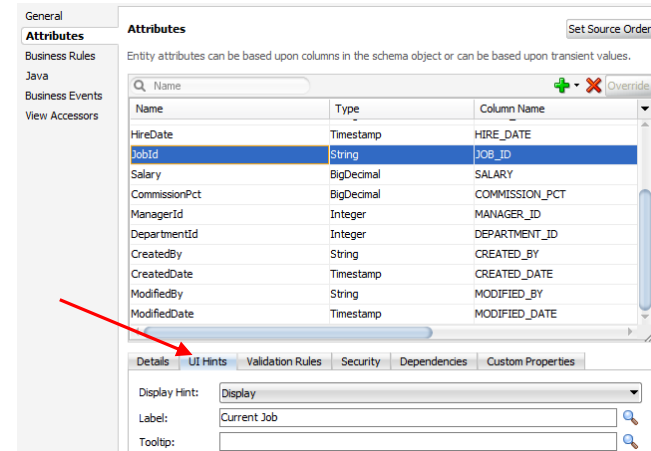 General
Attributes
Business Rules
Java
Business Events
View Accessors
Attributes
Set Source Order
Entity attributes can be based upon columns in the schema object or can be based upon transient values.
Name
Override
Name Type Column Name
HireDate Timestamp HIRE_DATE
JobId String JOB_ID
Salary BigDecimal SALARY
CommissionPct BigDecimal COMMISSION_PCT
ManagerId Integer MANAGER_ID
DepartmentId Integer DEPARTMENT_ID
CreatedBy String CREATED_BY
CreatedDate Timestamp CREATED_DATE
ModifiedBy String MODIFIED_BY
ModifiedDate Timestamp MODIFIED_DATE
Details UI Hints Validation Rules Security Dependencies Custom Properties
Display Hint: Display
Label: Current Job
Tooltip: